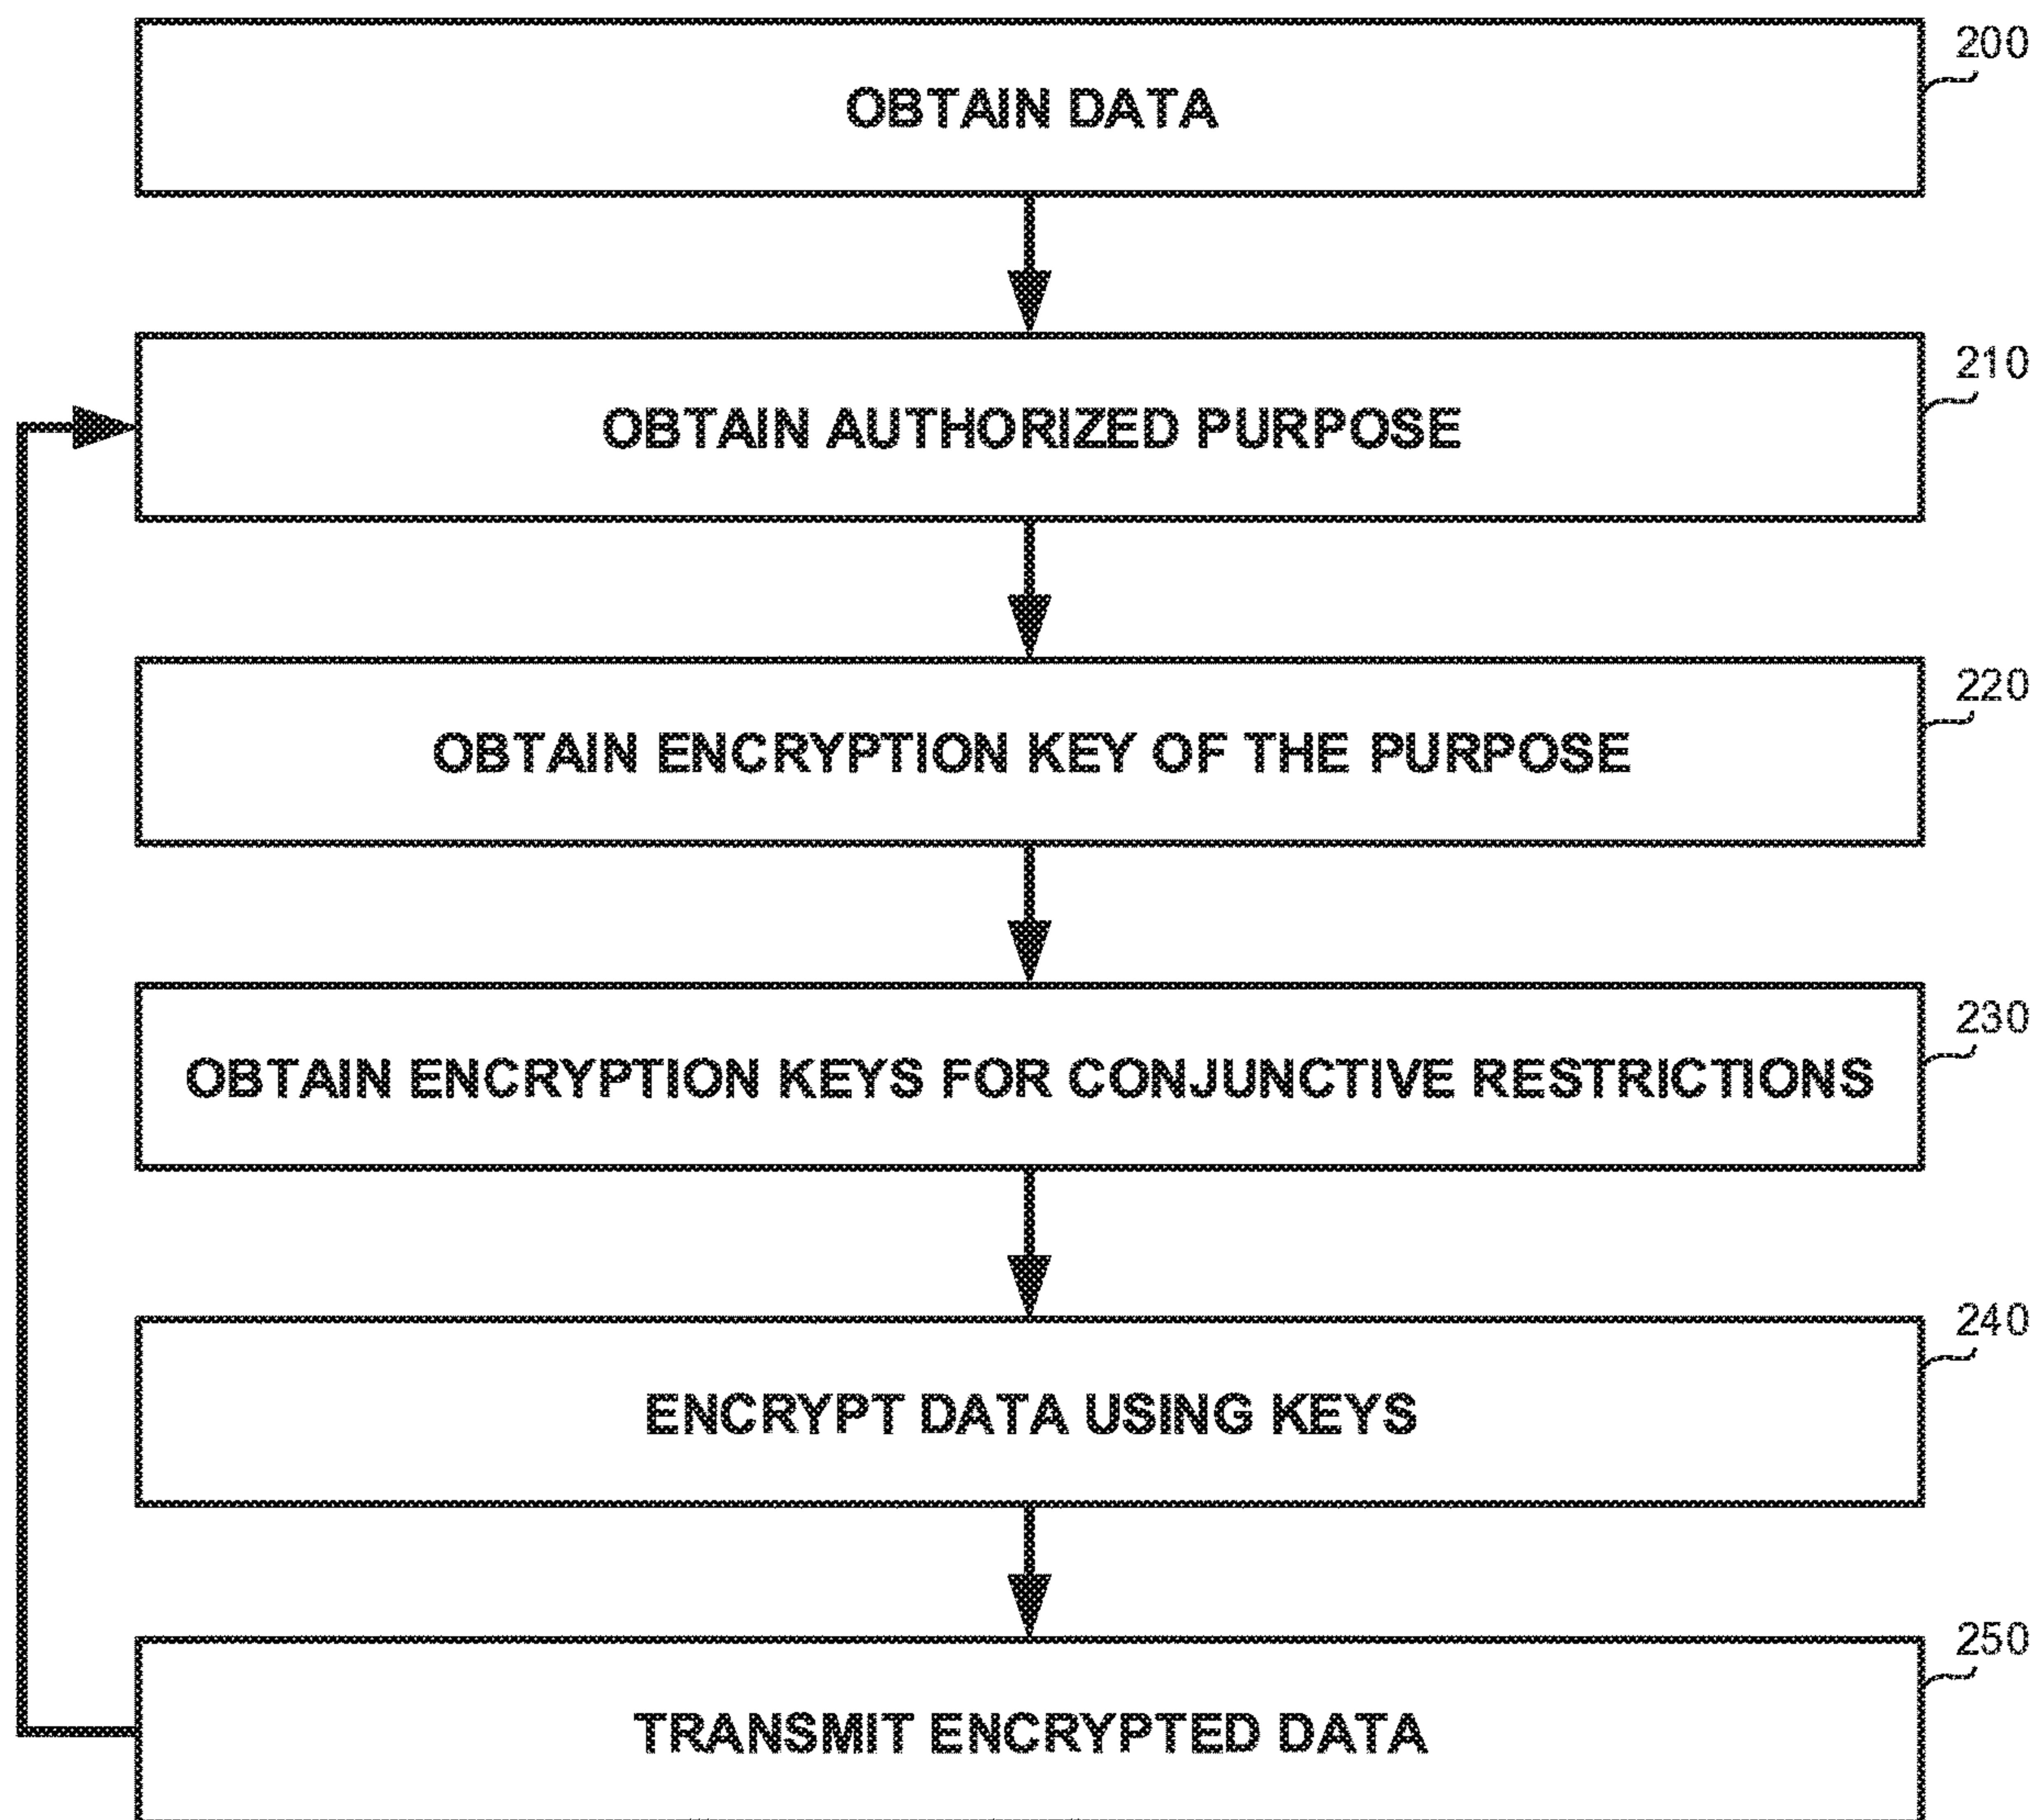 200
OBTAIN DATA
210
OBTAIN AUTHORIZED PURPOSE
220
OBTAIN ENCRYPTION KEY OF THE PURPOSE
230
OBTAIN ENCRYPTION KEYS FOR CONJUNCTIVE RESTRICTIONS
240
ENCRYPT DATA USING KEYS
250
TRANSMIT ENCRYPTED DATA